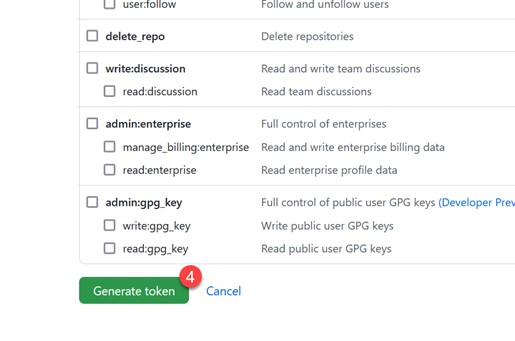 user:follow Follow and unfollow users
delete_repo Delete repositories
write:discussion Read and write team discussions
read:discussion Read team discussions
admin:enterprise Full control of enterprises
manage_billing:enterprise Read and write enterprise billing data
read:enterprise Read enterprise profile data
admin:gpg_key Full control of public user GPG keys (Developer Prev
write:gpg_key Write public user GPG keys
read:gpg_key Read public user GPG keys
4
Generate token Cancel